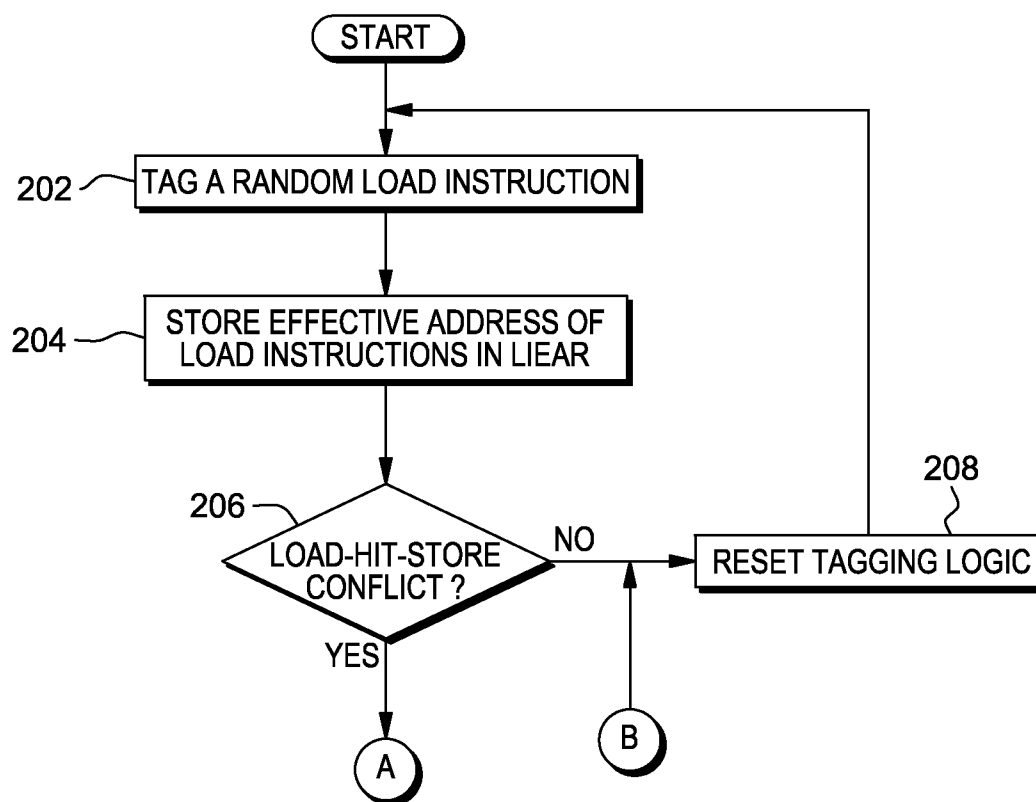 START
202
TAG A RANDOM LOAD INSTRUCTION
204
STORE EFFECTIVE ADDRESS OF
LOAD INSTRUCTIONS IN LIEAR
206
LOAD-HIT-STORE
CONFLICT ?
NO
208
RESET TAGGING LOGIC
YES
B
A